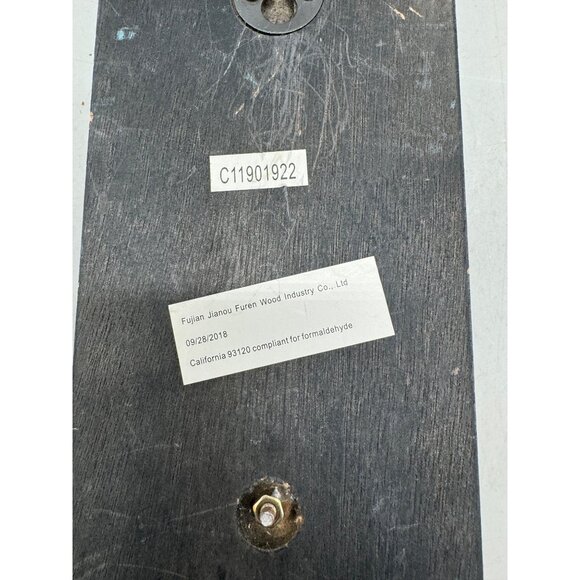 C11901922
Fujian Jianou Furen Wood Industry Co., Ltd
09/28/2018
California 93120 compliant for formaldehyde